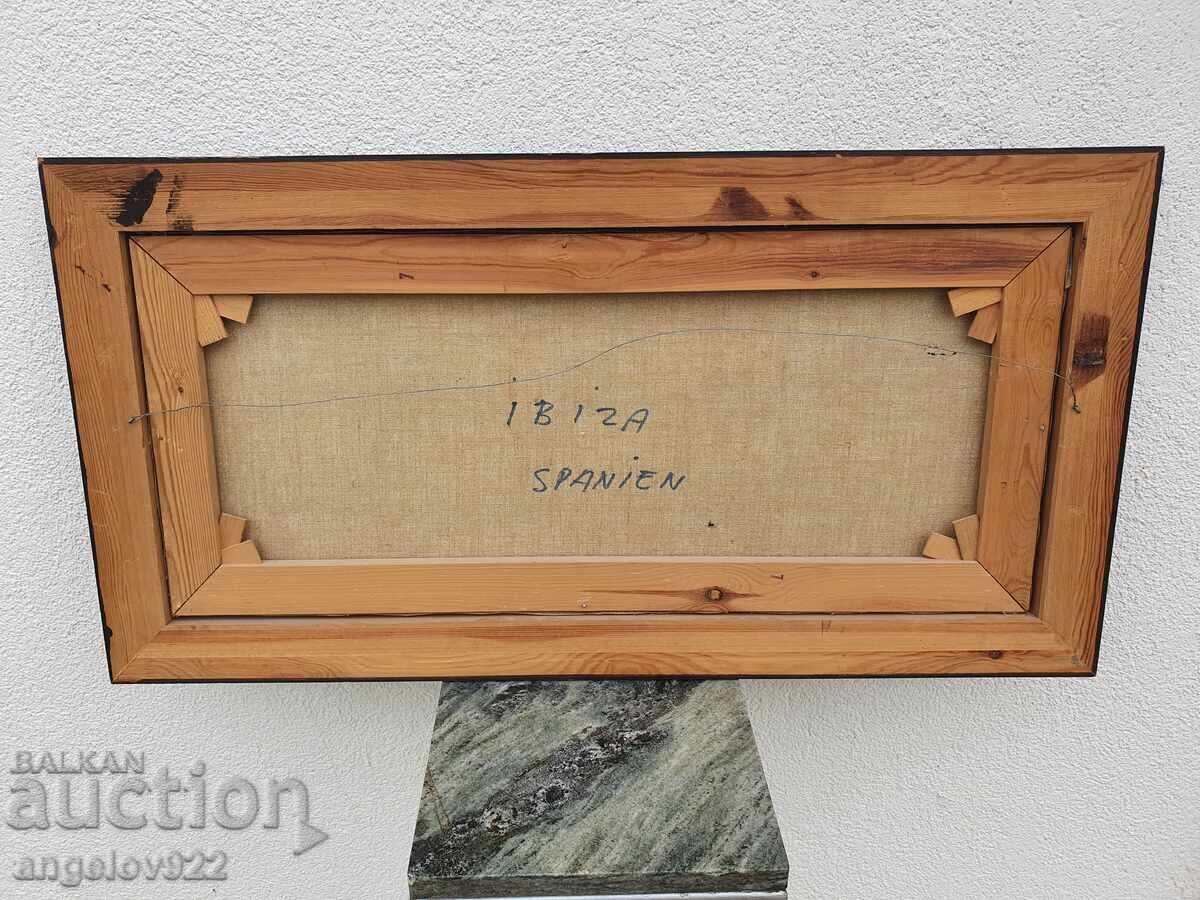 IBIZA
SPANIEN
BALKAN
auction
angelov922